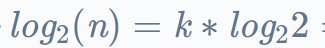 log₂(n) = k * log₂2 =